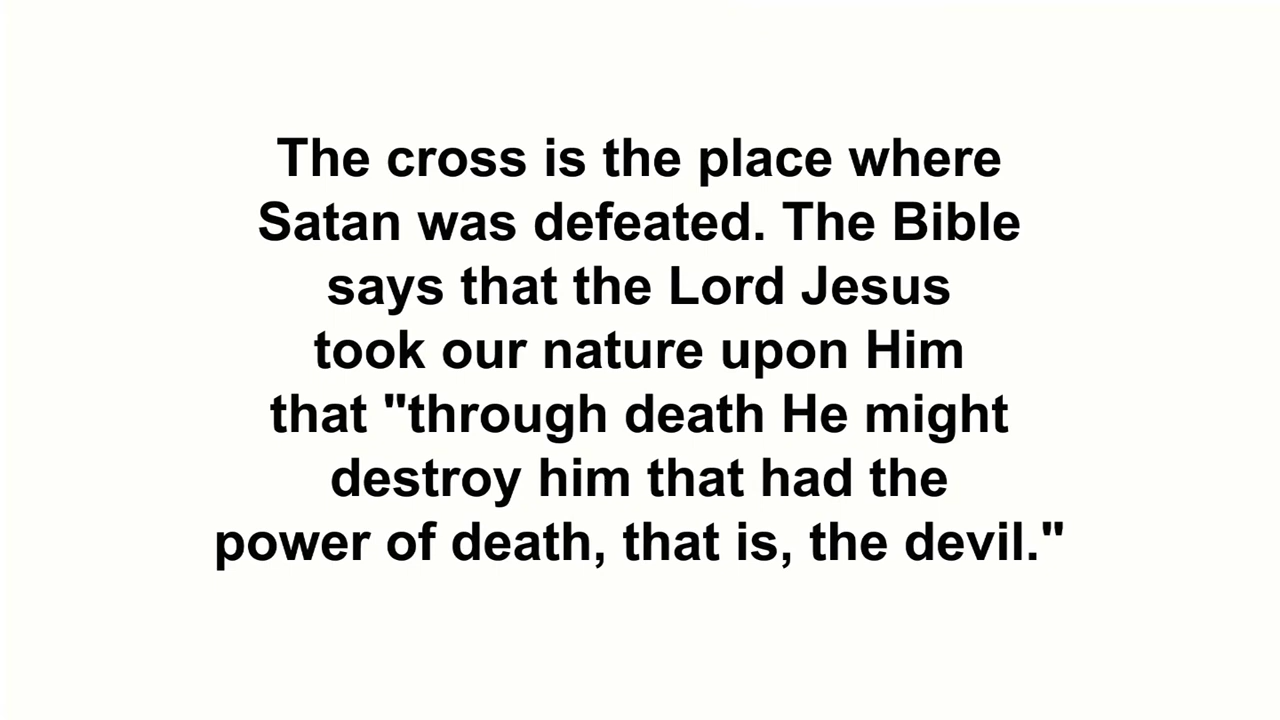 The cross is the place where
Satan was defeated. The Bible
says that the Lord Jesus
took our nature upon Him
that "through death He might
destroy him that had the
power of death, that is, the devil."